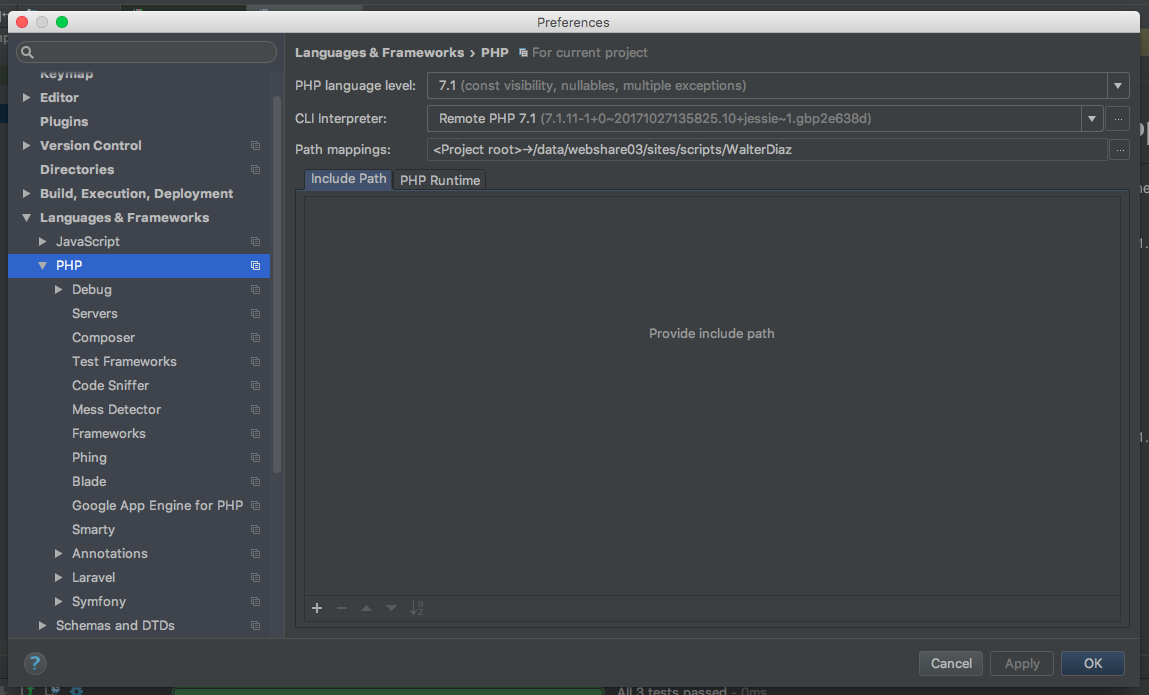 Preferences
Keymap
Editor
Plugins
Version Control
Directories
Build, Execution, Deployment
Languages & Frameworks
JavaScript
PHP
Debug
Servers
Composer
Test Frameworks
Code Sniffer
Mess Detector
Frameworks
Phing
Blade
Google App Engine for PHP
Smarty
Annotations
Laravel
Symfony
Schemas and DTDs
Languages & Frameworks › PHP For current project
PHP language level: 7.1 (const visibility, nullables, multiple exceptions)
CLI Interpreter: Remote PHP 7.1 (7.1.11-1+0~20171027135825.10+jessie~1.gbp2e638d) ...
Path mappings: <Project root>→/data/webshare03/sites/scripts/WalterDiaz ...
Include Path PHP Runtime
Provide include path
? Cancel Apply OK
All 3 tests passed - 0ms